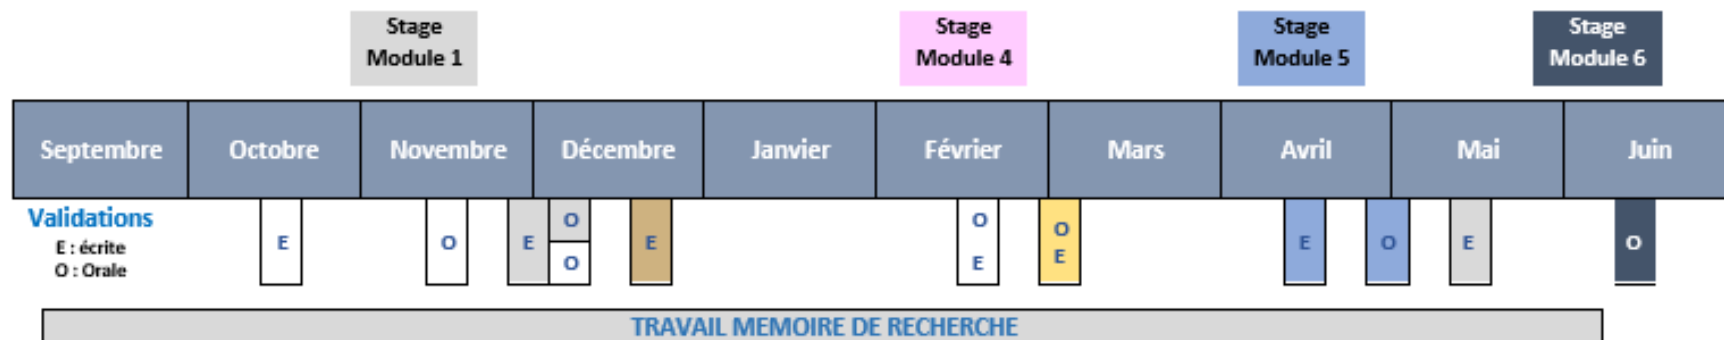 Stage
Module 1
Stage
Module 4
Stage
Module 5
Stage
Module 6
Septembre Octobre Novembre Décembre Janvier Février Mars Avril Mai Juin
Validations
E : écrite
O : Orale
E
O
E
O
O
E
O
E
O
E
E
O
E
O
TRAVAIL MEMOIRE DE RECHERCHE